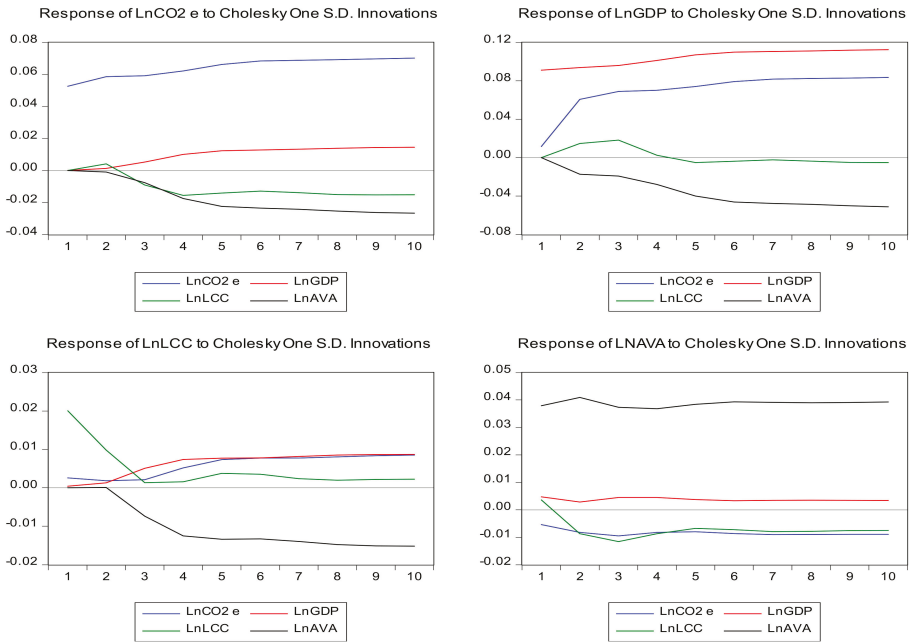 Response of LnCO2 e to Cholesky One S.D. Innovations
0.08
0.06
0.04
0.02
0.00
-0.02
-0.04
1 2 3 4 5 6 7 8 9 10
LnCO2 e LnGDP
LnLCC LnAVA
Response of LnGDP to Cholesky One S.D. Innovations
0.12
0.08
0.04
0.00
-0.04
-0.08
1 2 3 4 5 6 7 8 9 10
LnCO2 e LnGDP
LnLCC LnAVA
Response of LnLCC to Cholesky One S.D. Innovations
0.03
0.02
0.01
0.00
-0.01
-0.02
1 2 3 4 5 6 7 8 9 10
LnCO2 e LnGDP
LnLCC LnAVA
Response of LNAVA to Cholesky One S.D. Innovations
0.05
0.04
0.03
0.02
0.01
0.00
-0.01
-0.02
1 2 3 4 5 6 7 8 9 10
LnCO2 e LnGDP
LnLCC LnAVA